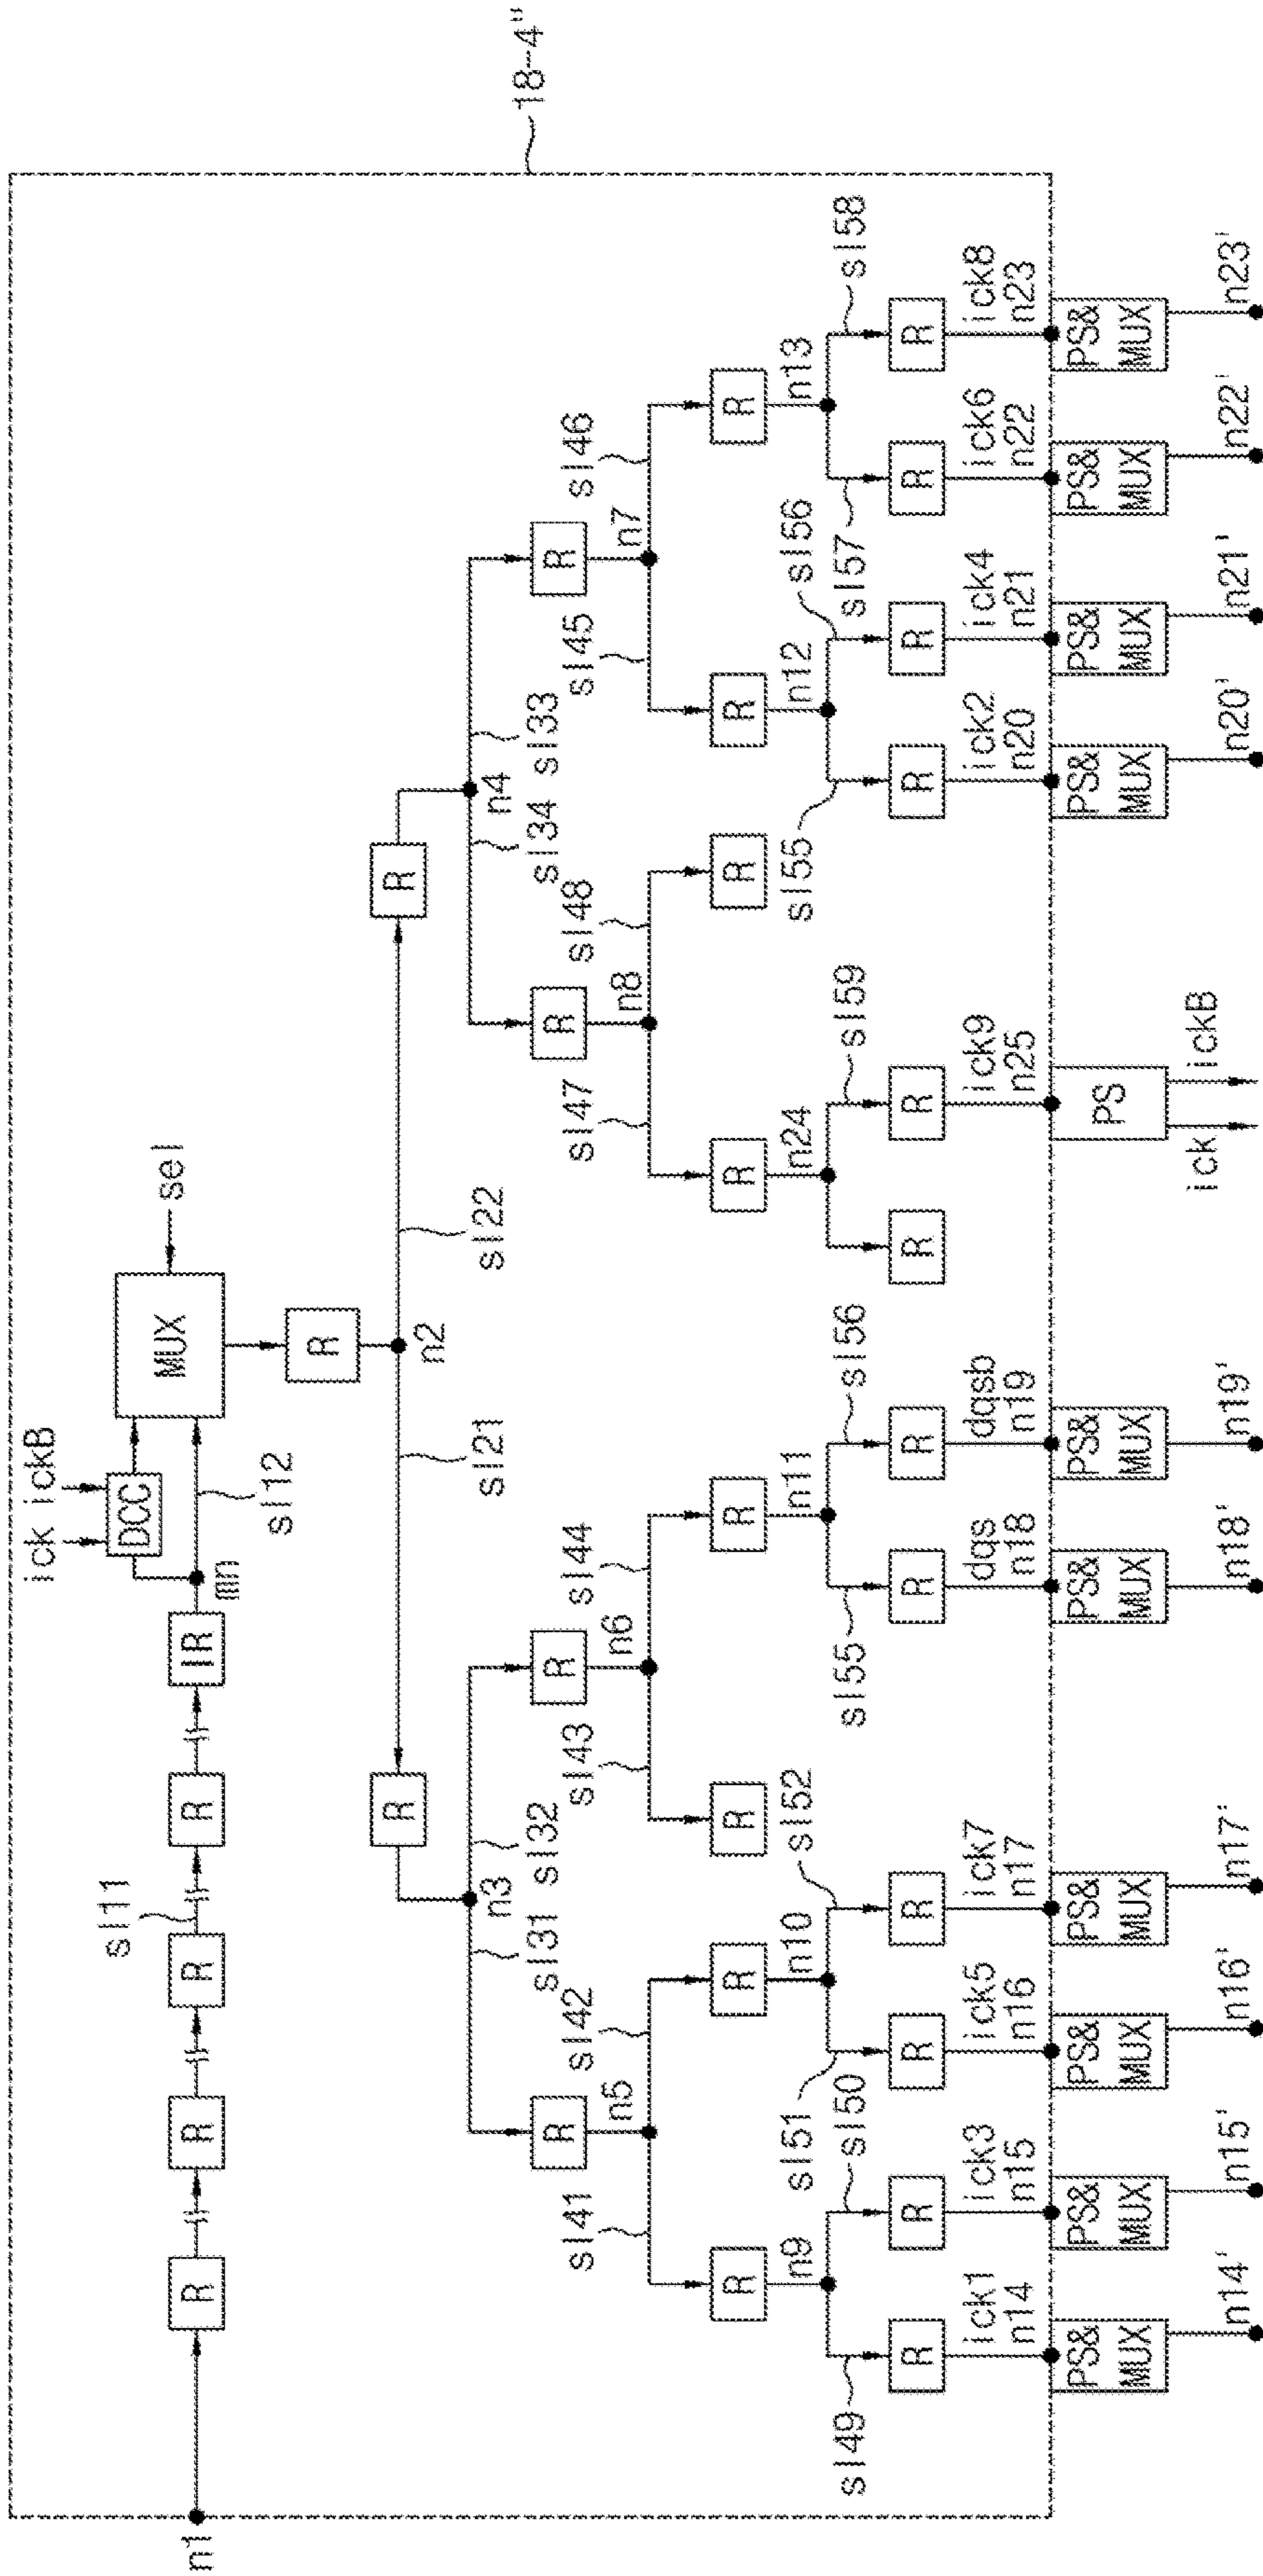 18-4"
ick ickB
DCC
MUX
sel
n1
R
R
sl11
R
R
IR
mn
sl12
R
n2
sl21
sl22
R
R
n3
sl31
sl32
n4
sl34
sl33
R
R
R
R
n5
n6
n8
n7
sl41
sl42
sl43
sl44
sl47
sl48
sl45
sl46
R
R
R
R
R
R
R
R
n9
n10
n11
n24
n12
n13
sl49
sl50
sl51
sl52
sl55
sl56
sl59
sl55
sl56
sl57
sl58
R
R
R
R
R
R
R
R
R
R
R
R
ick1
ick3
ick5
ick7
dqs
dqsb
ick9
ick2
ick4
ick6
ick8
n14
n15
n16
n17
n18
n19
n25
n20
n21
n22
n23
PS&
MUX
PS&
MUX
PS&
MUX
PS&
MUX
PS&
MUX
PS&
MUX
PS
PS&
MUX
PS&
MUX
PS&
MUX
PS&
MUX
n14'
n15'
n16'
n17'
n18'
n19'
ick
ickB
n20'
n21'
n22'
n23'